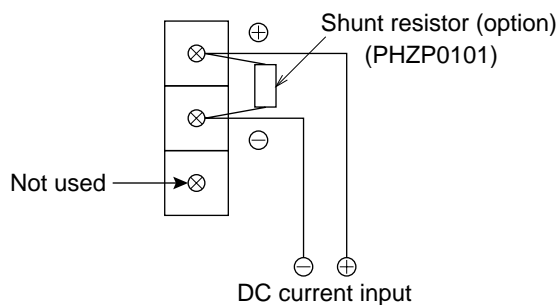 ⊕
Shunt resistor (option)
(PHZP0101)
⊖
Not used
⊖ ⊕
DC current input